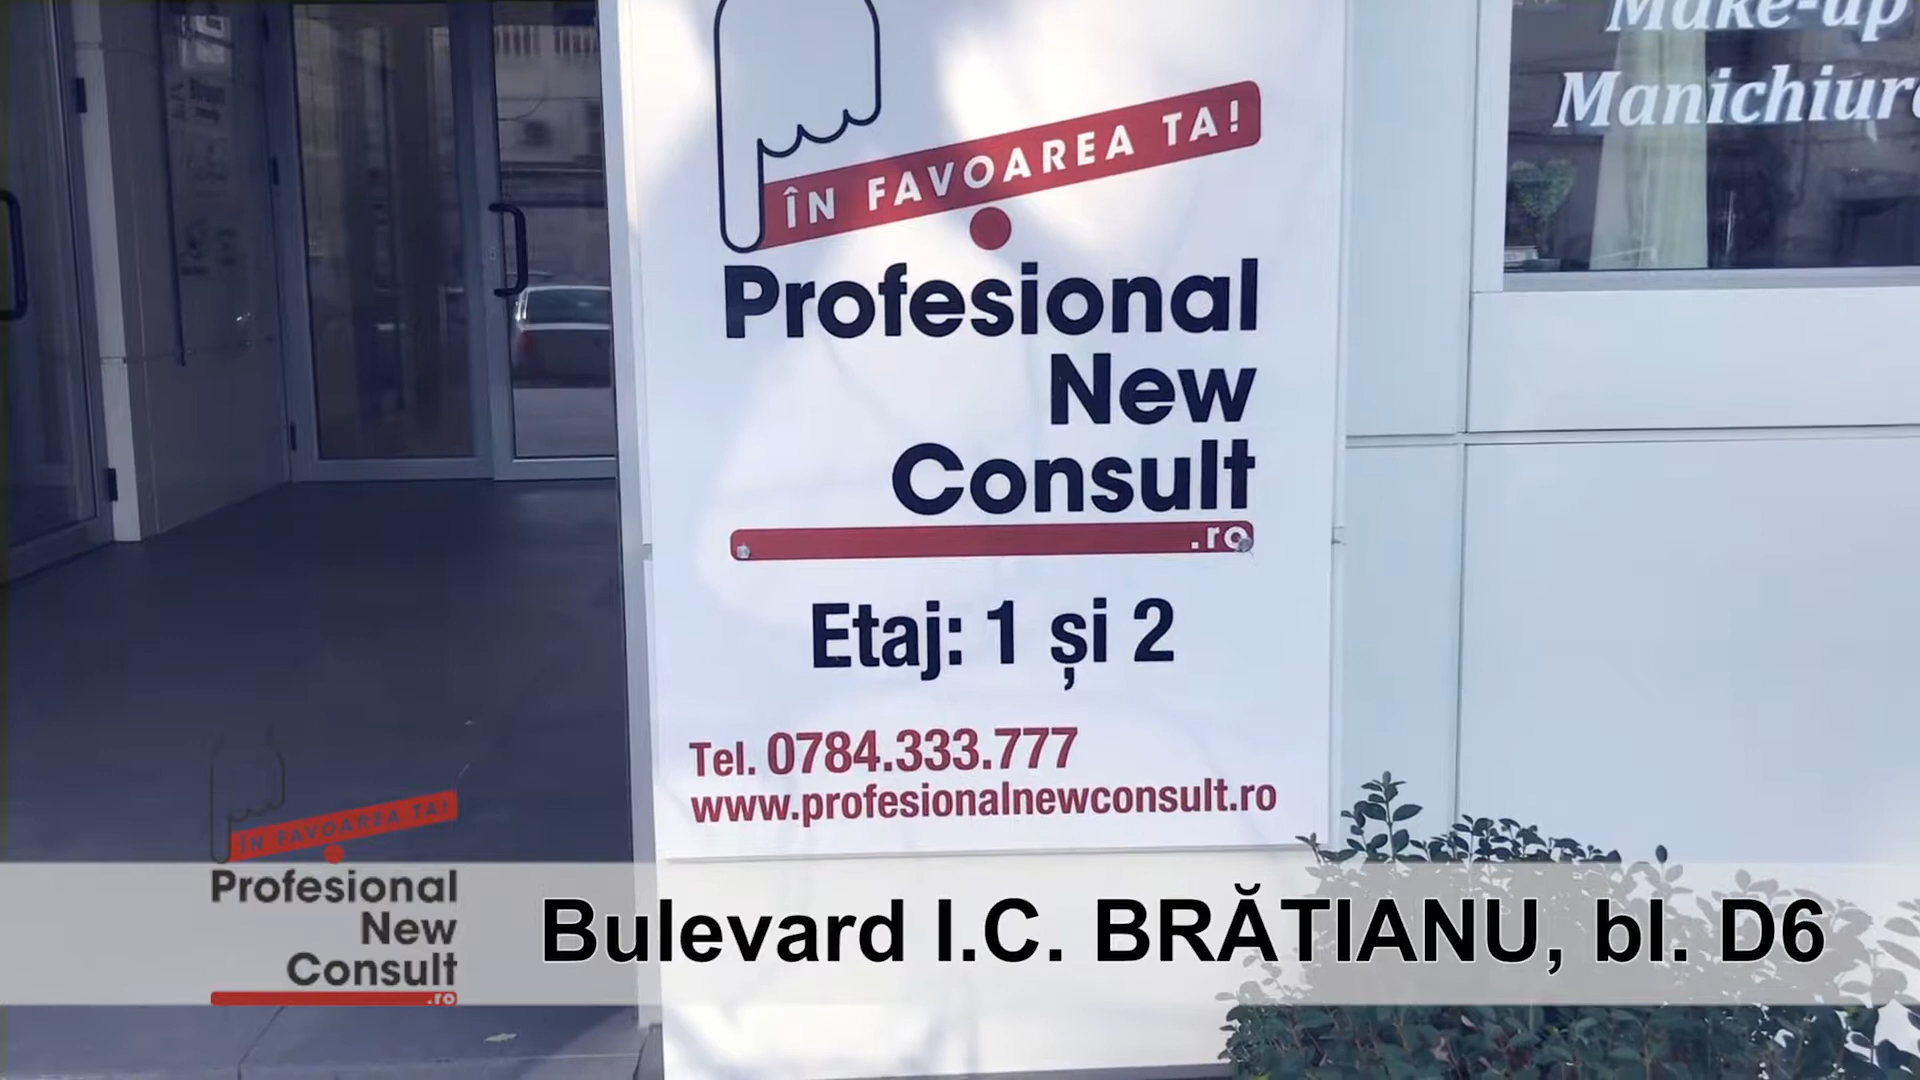 ÎN FAVOAREA TA!
Profesional
New
Consult
.ro
Etaj: 1 și 2
Tel. 0784.333.777
www.profesionalnewconsult.ro
Make-up
Manichiura
ÎN FAVOAREA TA!
Profesional
New
Consult
.ro
Bulevard I.C. BRĂTIANU, bl. D6